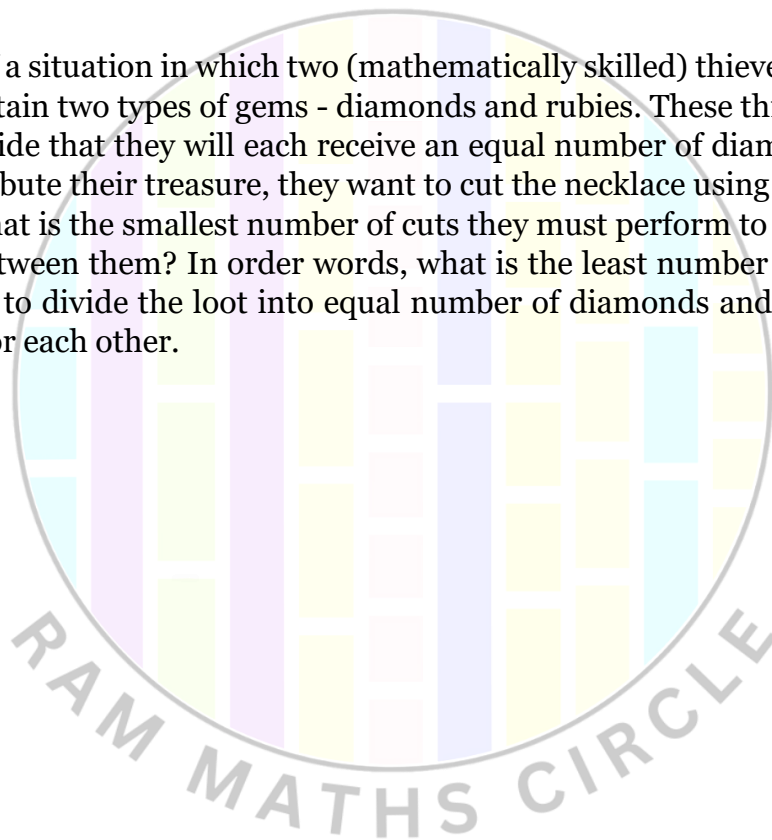 a situation in which two (mathematically skilled) thieve
tain two types of gems - diamonds and rubies. These th
ide that they will each receive an equal number of diam
bute their treasure, they want to cut the necklace using
at is the smallest number of cuts they must perform to
tween them? In order words, what is the least number
to divide the loot into equal number of diamonds and
or each other.
RAM MATHS CIRCLE